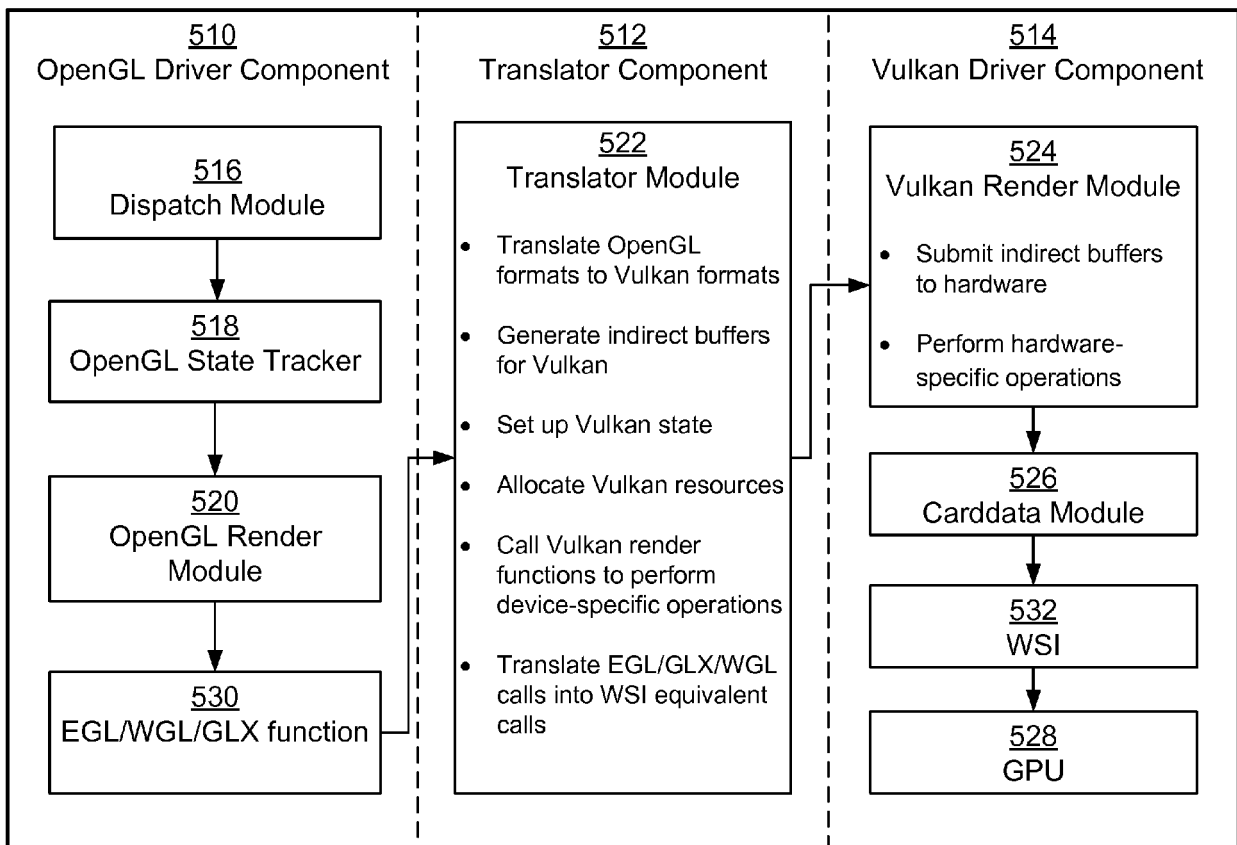 510
OpenGL Driver Component
516
Dispatch Module
518
OpenGL State Tracker
520
OpenGL Render
Module
530
EGL/WGL/GLX function
512
Translator Component
522
Translator Module
• Translate OpenGL
formats to Vulkan formats
• Generate indirect buffers
for Vulkan
• Set up Vulkan state
• Allocate Vulkan resources
• Call Vulkan render
functions to perform
device-specific operations
• Translate EGL/GLX/WGL
calls into WSI equivalent
calls
514
Vulkan Driver Component
524
Vulkan Render Module
• Submit indirect buffers
to hardware
• Perform hardware-
specific operations
526
Carddata Module
532
WSI
528
GPU